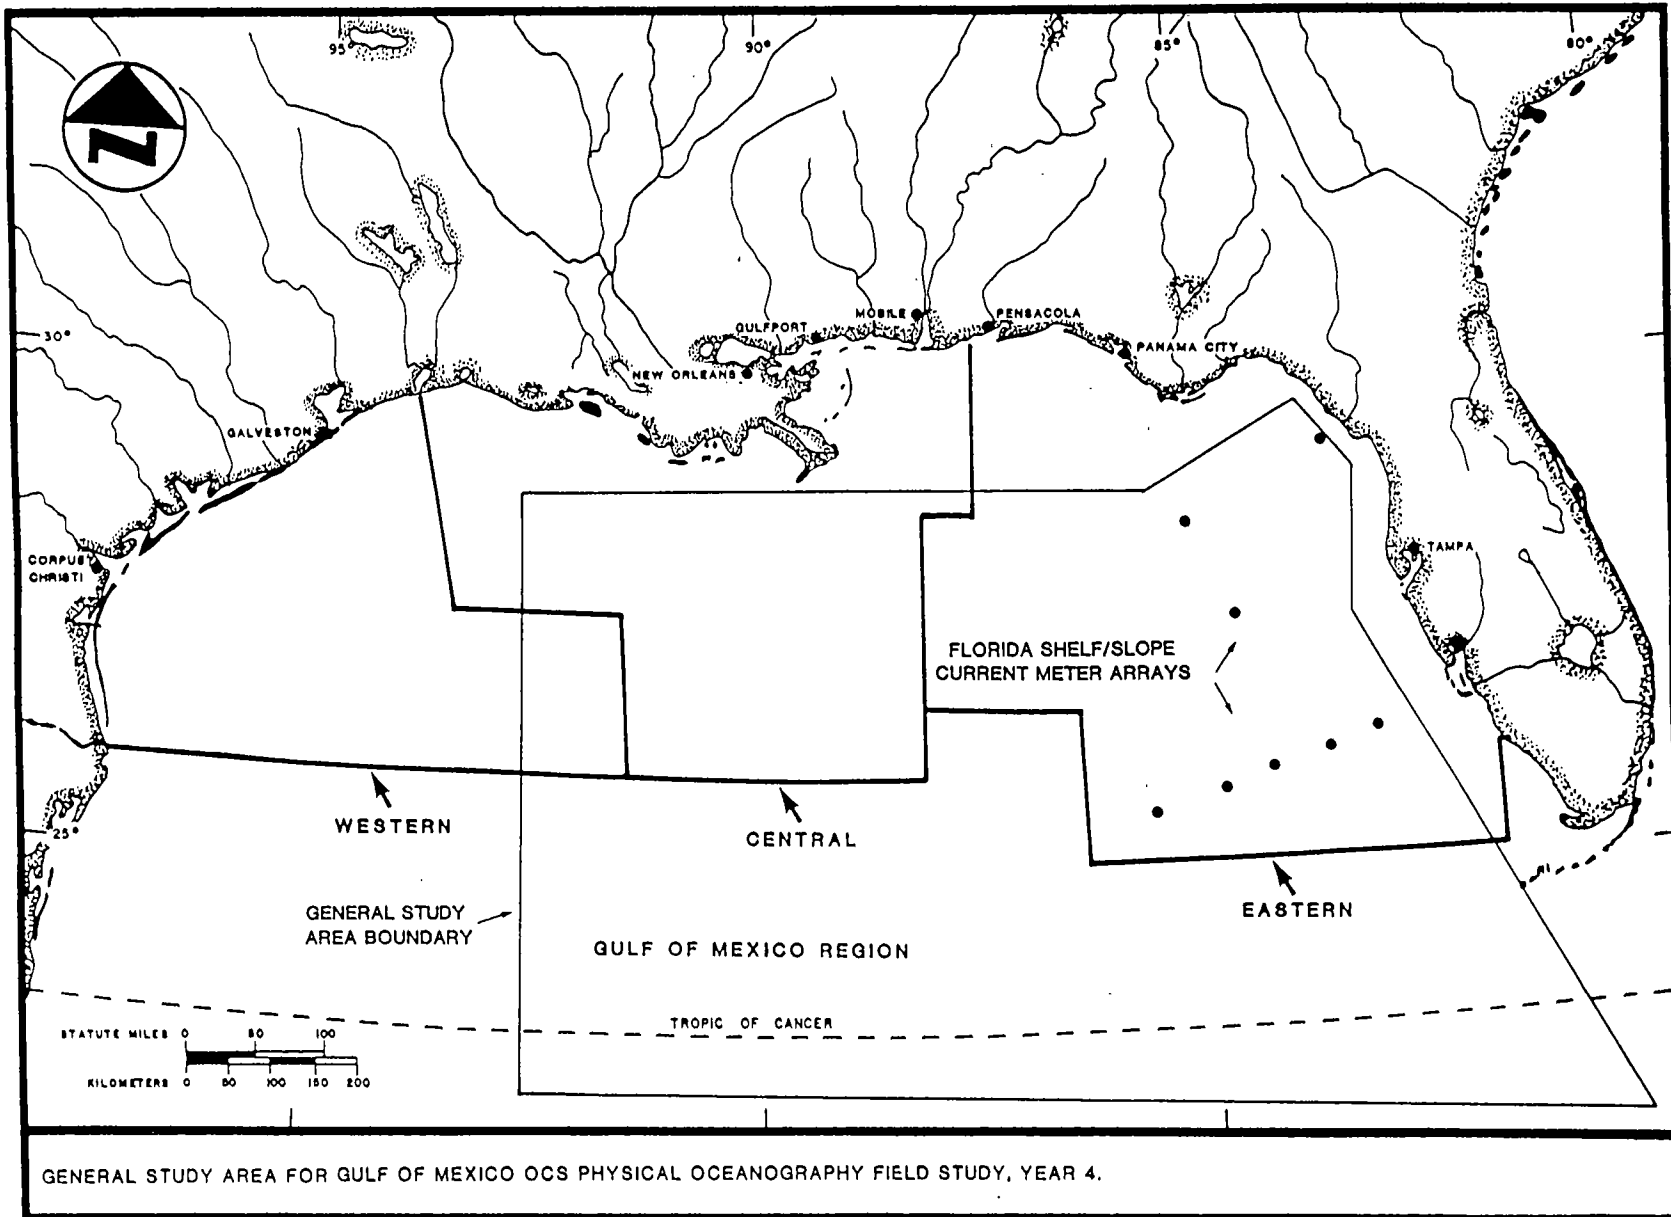 95°
90°
85°
80°
N
30°
MOBILE
PENSACOLA
GULFPORT
PANAMA CITY
NEW ORLEANS
GALVESTON
CORPUS
CHRISTI
TAMPA
FLORIDA SHELF/SLOPE
CURRENT METER ARRAYS
25°
WESTERN
CENTRAL
EASTERN
GENERAL STUDY
AREA BOUNDARY
GULF OF MEXICO REGION
TROPIC OF CANCER
STATUTE MILES 0 50 100
KILOMETERS 0 50 100 150 200
GENERAL STUDY AREA FOR GULF OF MEXICO OCS PHYSICAL OCEANOGRAPHY FIELD STUDY, YEAR 4.